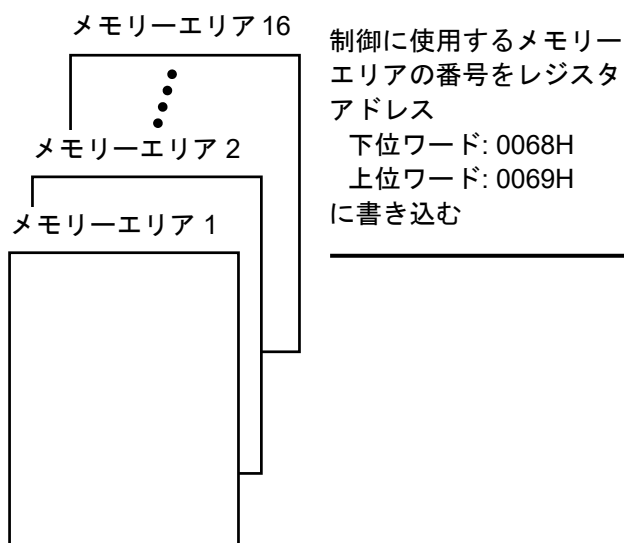 メモリーエリア 16
メモリーエリア 2
メモリーエリア 1
制御に使用するメモリー
エリアの番号をレジスタ
アドレス
下位ワード: 0068H
上位ワード: 0069H
に書き込む